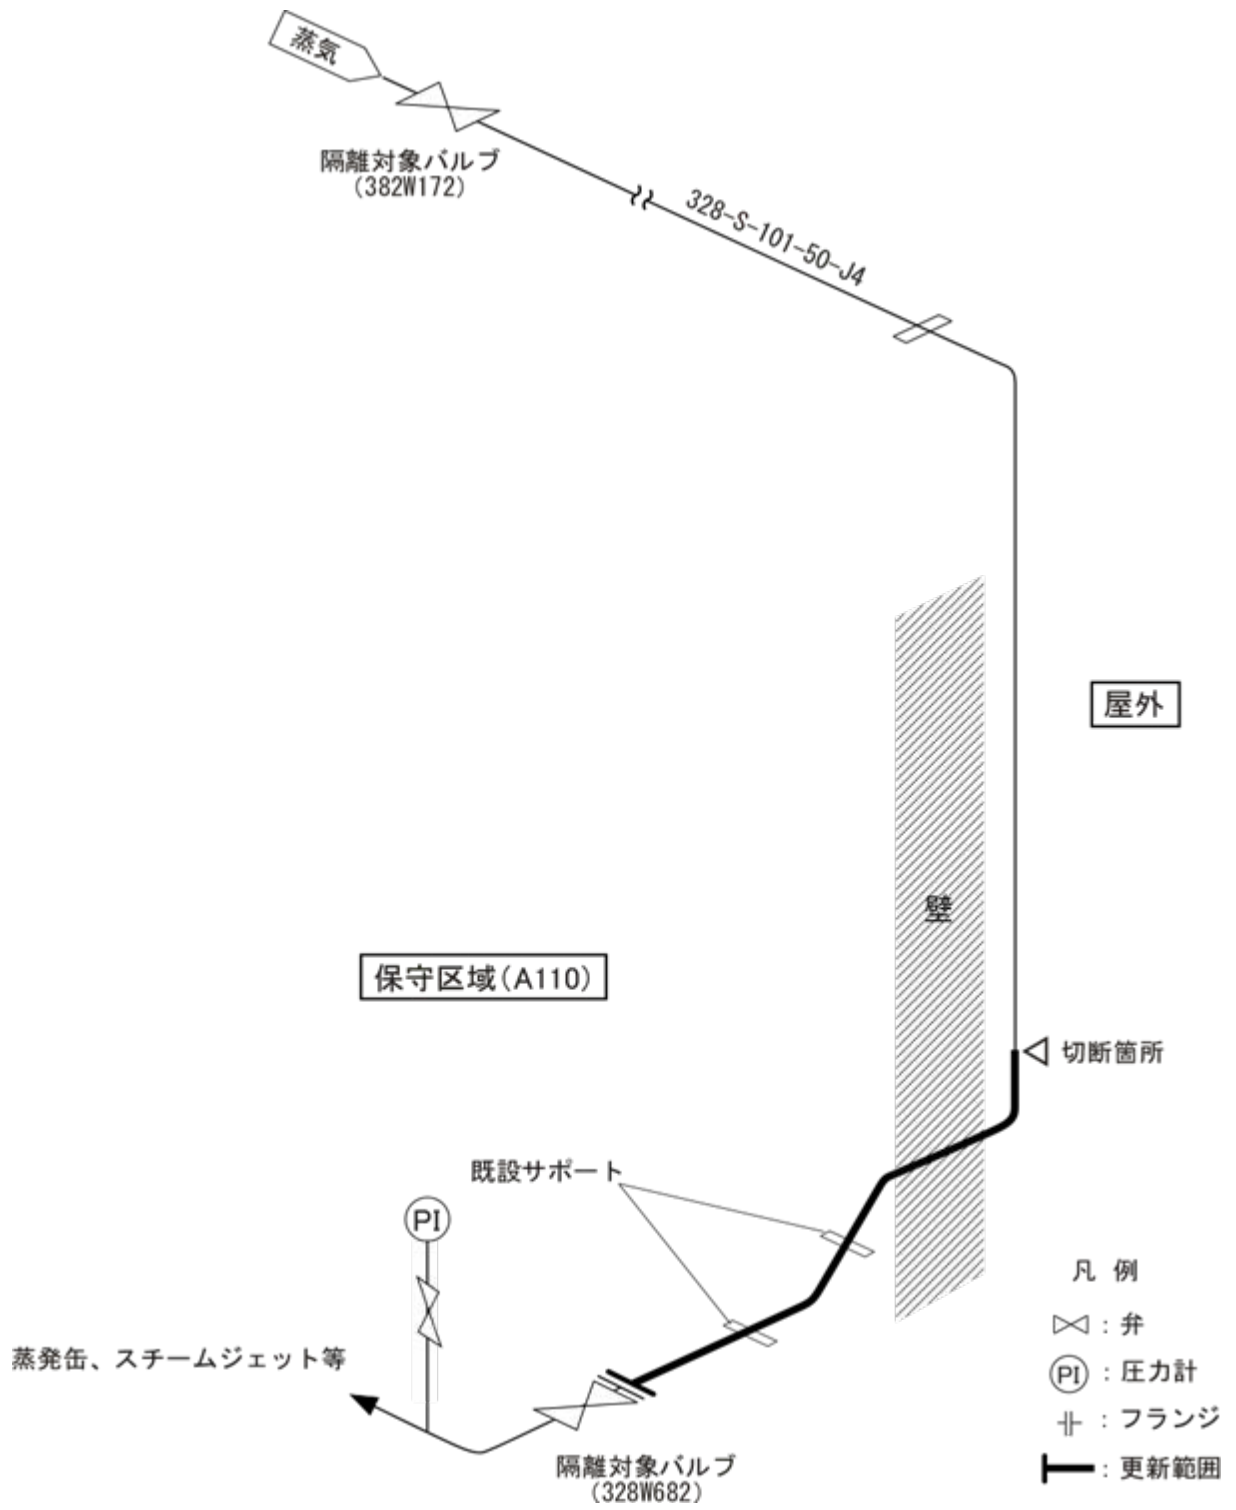 蒸気
隔離対象バルブ
(382W172)
328-S-101-50-J4
屋外
壁
保守区域(A110)
切断箇所
既設サポート
PI
蒸発缶、スチームジェット等
隔離対象バルブ
(328W682)
凡 例
:弁
PI:圧力計
:フランジ
:更新範囲